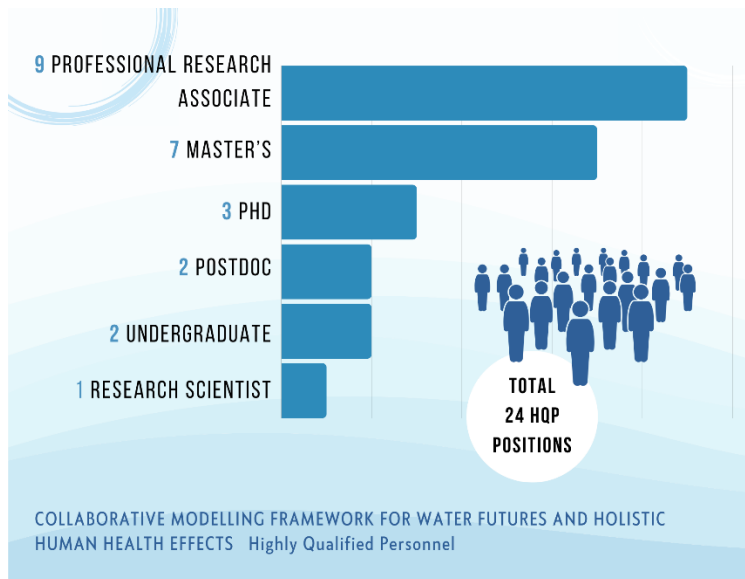 9 PROFESSIONAL RESEARCH
ASSOCIATE
7 MASTER'S
3 PHD
2 POSTDOC
2 UNDERGRADUATE
1 RESEARCH SCIENTIST
TOTAL
24 HQP
POSITIONS
COLLABORATIVE MODELLING FRAMEWORK FOR WATER FUTURES AND HOLISTIC
HUMAN HEALTH EFFECTS Highly Qualified Personnel